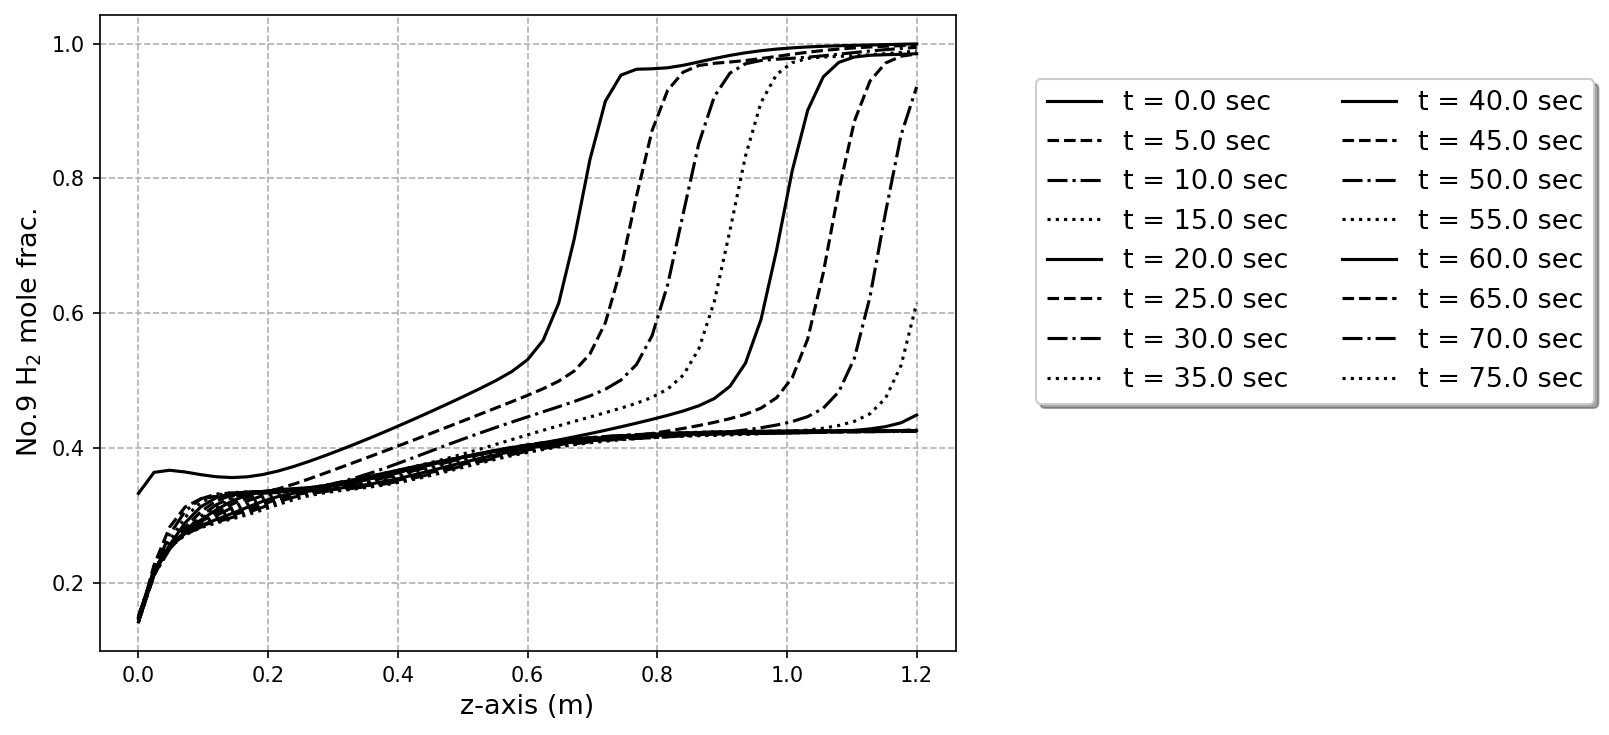 1.0
0.8
0.6
0.4
0.2
No.9 H₂ mole frac.
0.0 0.2 0.4 0.6 0.8 1.0 1.2
z-axis (m)
t = 0.0 sec
t = 5.0 sec
t = 10.0 sec
t = 15.0 sec
t = 20.0 sec
t = 25.0 sec
t = 30.0 sec
t = 35.0 sec
t = 40.0 sec
t = 45.0 sec
t = 50.0 sec
t = 55.0 sec
t = 60.0 sec
t = 65.0 sec
t = 70.0 sec
t = 75.0 sec